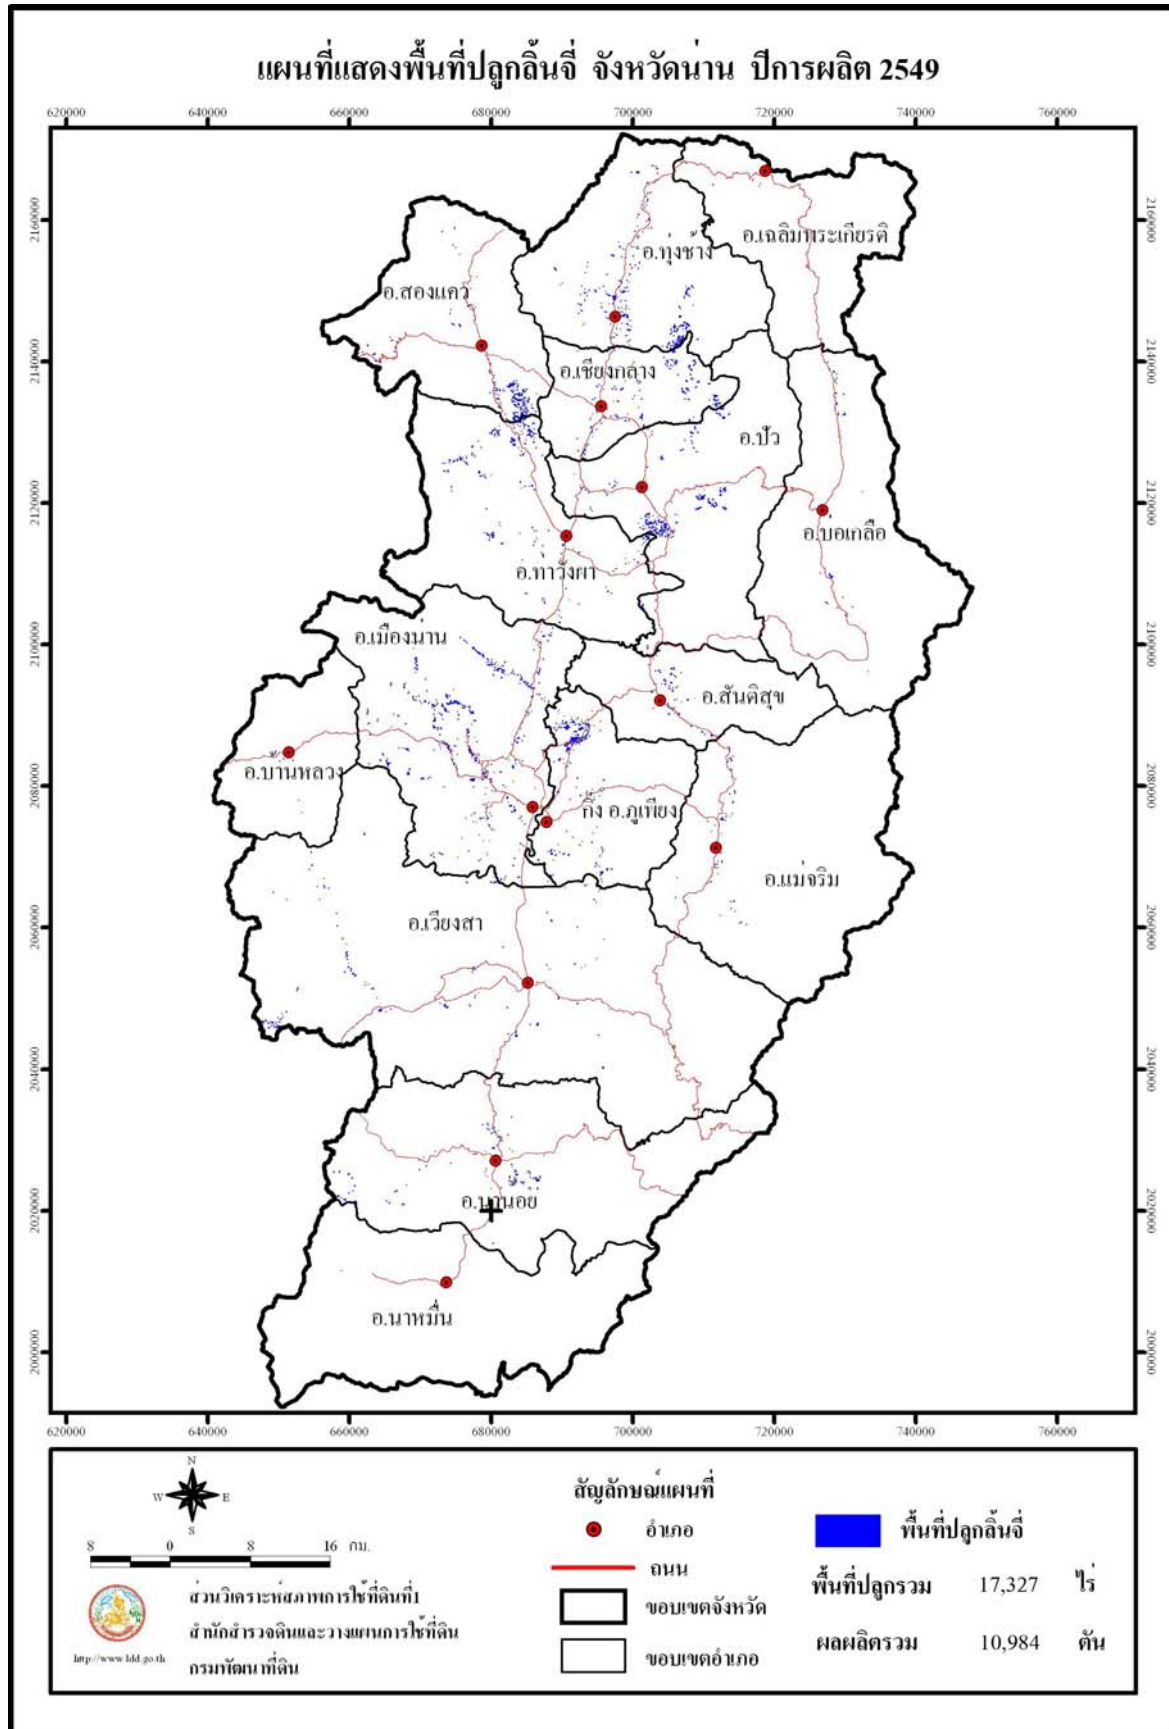 แผนที่แสดงพื้นที่ปลูกลิ้นจี่ จังหวัดน่าน ปีการผลิต 2549
620000 640000 660000 680000 700000 720000 740000 760000
2160000 2160000
อ.เฉลิมพระเกียรติ
อ.ทุ่งช้าง
อ.สองแคว
2140000 2140000
อ.เชียงกลาง
อ.ปัว
2120000 2120000
อ.บ่อเกลือ
อ.ท่าวังผา
อ.เมืองน่าน
2100000 2100000
อ.สันติสุข
อ.บ้านหลวง
2080000 2080000
กิ่ง อ.ภูเพียง
อ.แม่จริม
อ.เวียงสา
2060000 2060000
2040000 2040000
อ.นาน้อย
2020000 2020000
อ.นาหมื่น
2000000 2000000
620000 640000 660000 680000 700000 720000 740000 760000
N
W E
S
8 0 8 16 กม.
ส่วนวิเคราะห์สภาพการใช้ที่ดินที่1
สำนักสำรวจดินและวางแผนการใช้ที่ดิน
กรมพัฒนาที่ดิน
http://www.ldd.go.th
สัญลักษณ์แผนที่
อำเภอ
ถนน
ขอบเขตจังหวัด
ขอบเขตอำเภอ
พื้นที่ปลูกลิ้นจี่
พื้นที่ปลูกรวม 17,327 ไร่
ผลผลิตรวม 10,984 ตัน